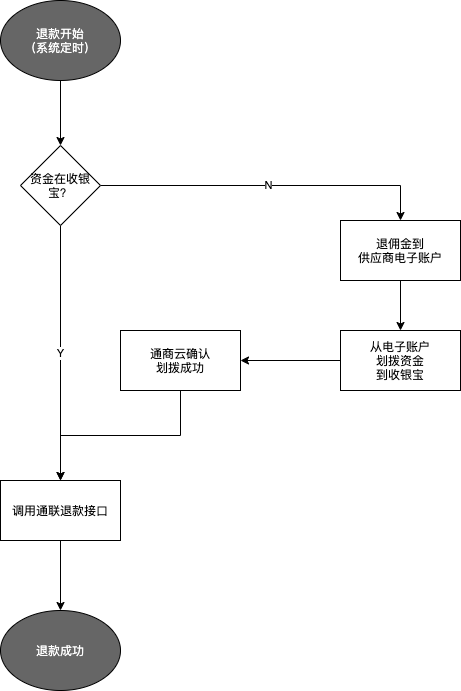 退款开始
(系统定时)
资金在收银
宝?
N
退佣金到
供应商电子账户
从电子账户
划拨资金
到收银宝
通商云确认
划拨成功
Y
调用通联退款接口
退款成功